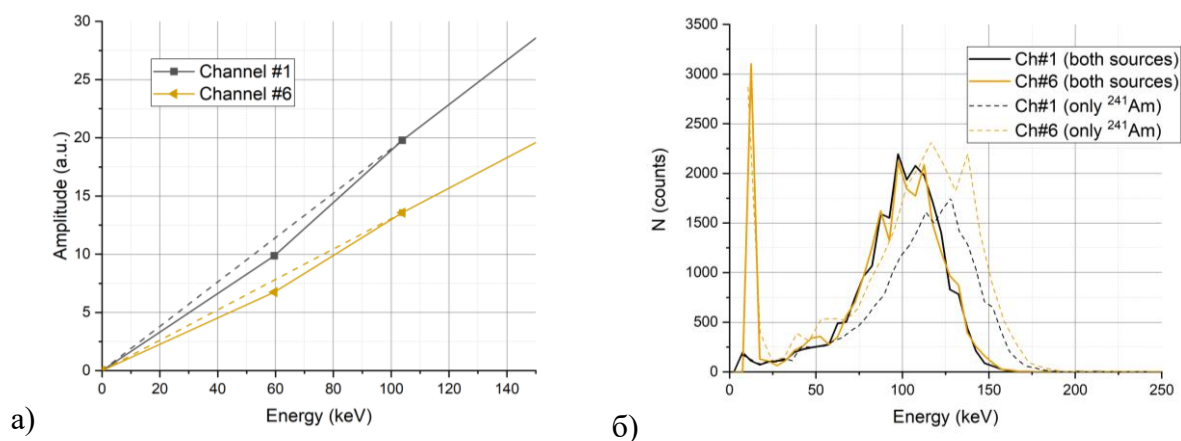 30
25
20
15
10
5
0
0 20 40 60 80 100 120 140
Amplitude (a.u.)
Energy (keV)
Channel #1
Channel #6
а)
3500
3000
2500
2000
1500
1000
500
0
0 50 100 150 200 250
N (counts)
Energy (keV)
Ch#1 (both sources)
Ch#6 (both sources)
Ch#1 (only ²⁴¹Am)
Ch#6 (only ²⁴¹Am)
б)